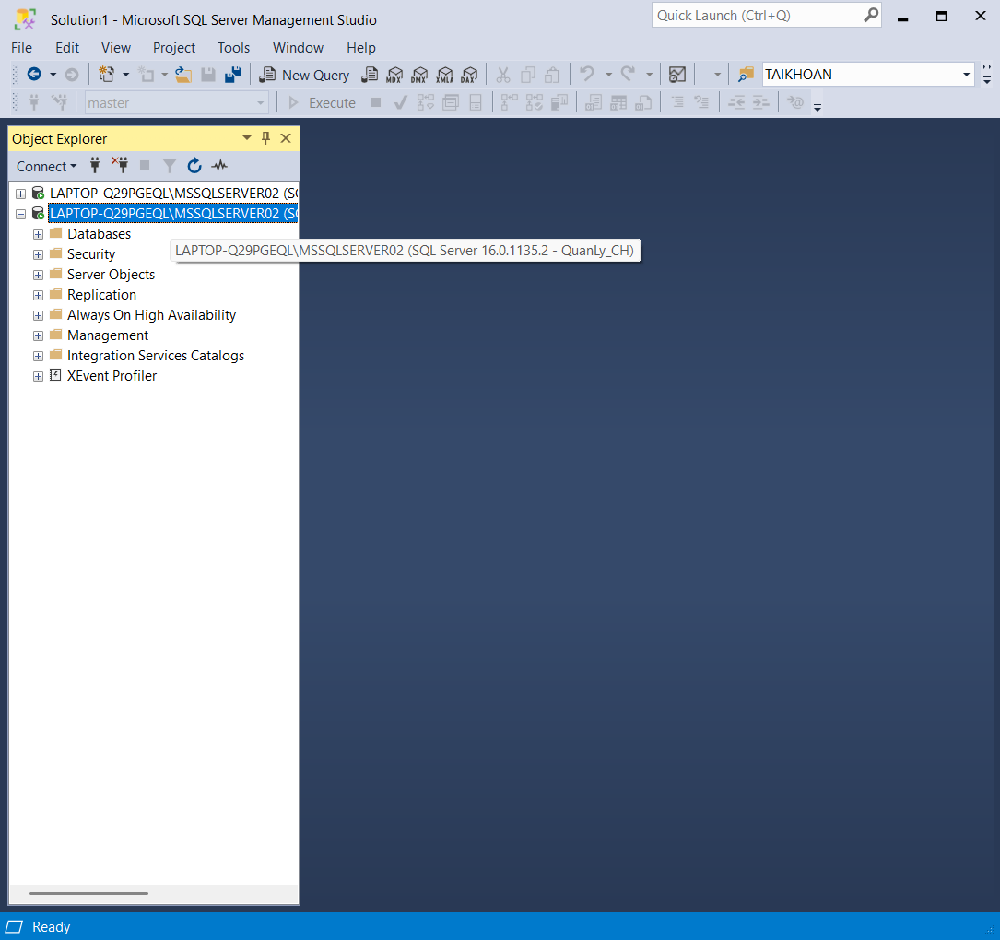 Solution1 - Microsoft SQL Server Management Studio
Quick Launch (Ctrl+Q)
File Edit View Project Tools Window Help
New Query MDX DMX XMLA DAX TAIKHOAN
master Execute
Object Explorer
Connect
LAPTOP-Q29PGEQL\MSSQLSERVER02 (SQ
LAPTOP-Q29PGEQL\MSSQLSERVER02 (SQ
Databases
Security
LAPTOP-Q29PGEQL\MSSQLSERVER02 (SQL Server 16.0.1135.2 - QuanLy_CH)
Server Objects
Replication
Always On High Availability
Management
Integration Services Catalogs
XEvent Profiler
Ready